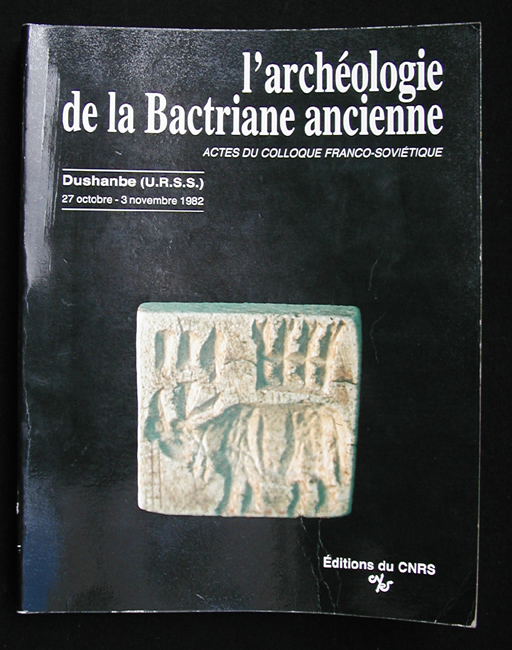 l'archéologie
de la Bactriane ancienne
ACTES DU COLLOQUE FRANCO-SOVIÉTIQUE
Dushanbe (U.R.S.S.)
27 octobre - 3 novembre 1982
Éditions du CNRS